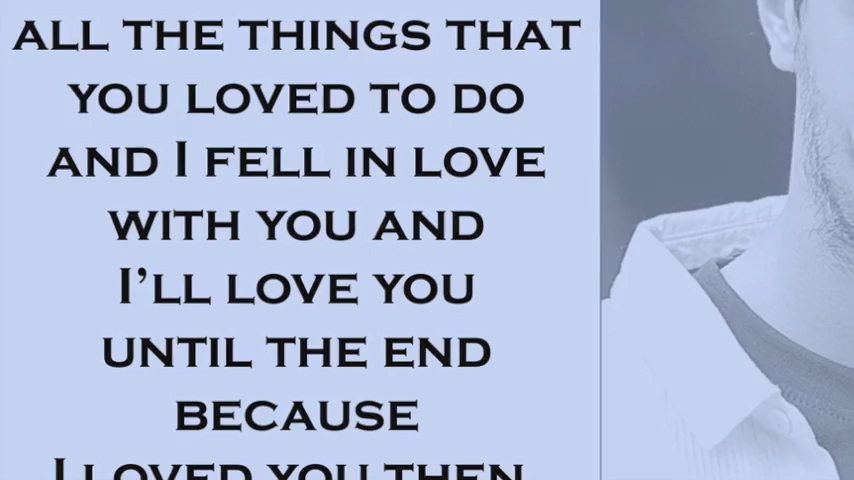 ALL THE THINGS THAT
YOU LOVED TO DO
AND I FELL IN LOVE
WITH YOU AND
I'LL LOVE YOU
UNTIL THE END
BECAUSE
I LOVED YOU THEN